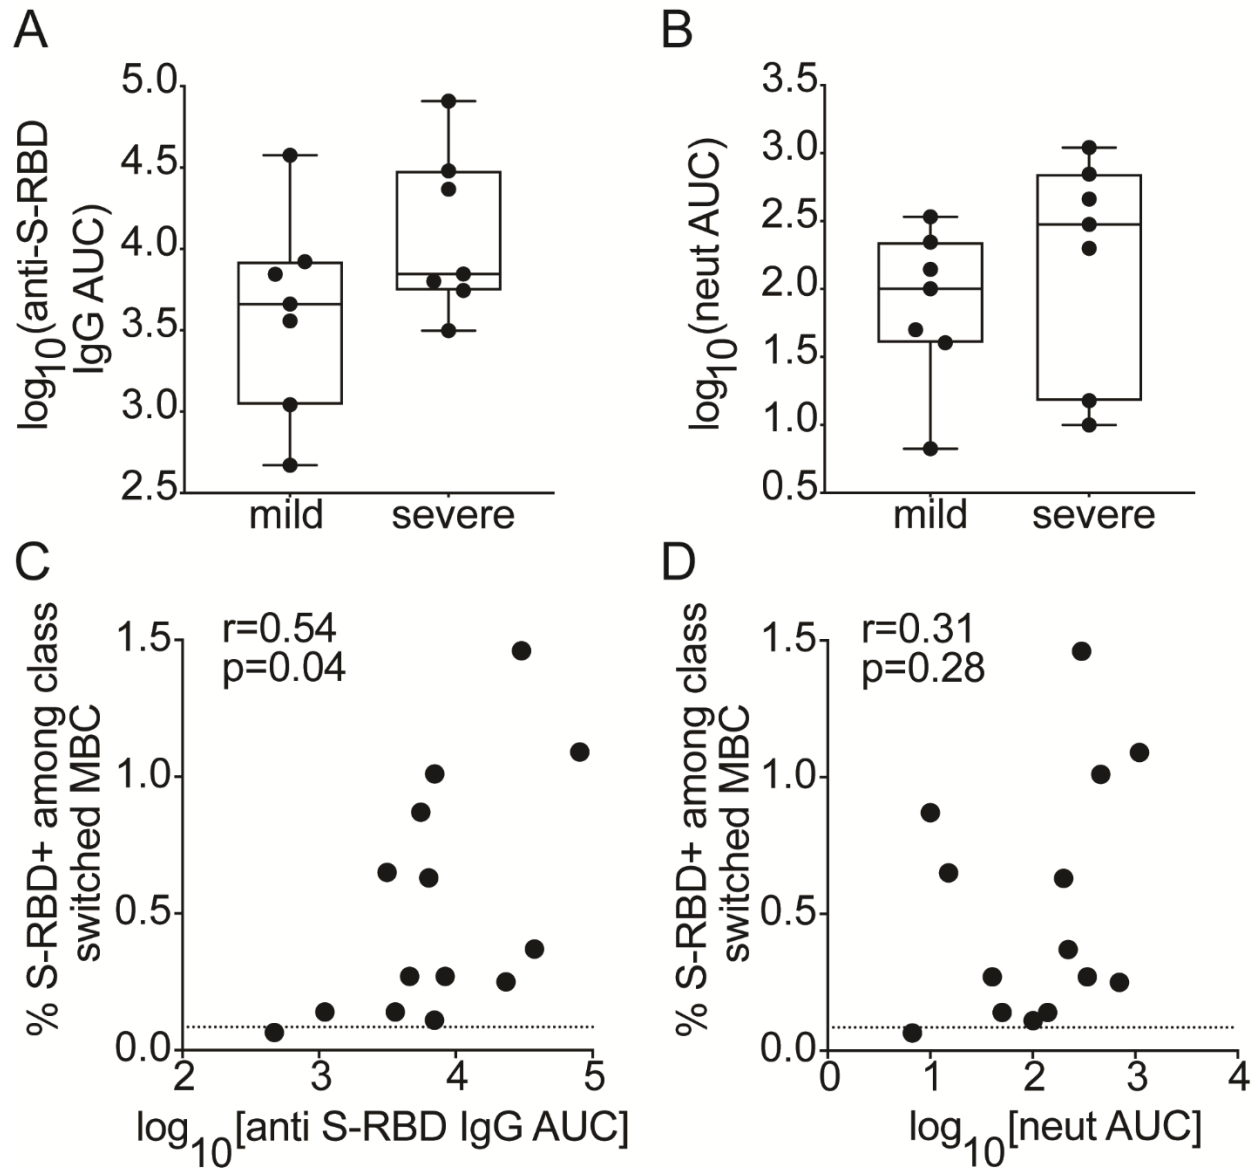 A
log10(anti-S-RBD
IgG AUC)
5.0
4.5
4.0
3.5
3.0
2.5
mild severe
B
log10(neut AUC)
3.5
3.0
2.5
2.0
1.5
1.0
0.5
mild severe
C
% S-RBD+ among class
switched MBC
r=0.54
p=0.04
1.5
1.0
0.5
0.0
2 3 4 5
log10[anti S-RBD IgG AUC]
D
% S-RBD+ among class
switched MBC
r=0.31
p=0.28
1.5
1.0
0.5
0.0
0 1 2 3 4
log10[neut AUC]